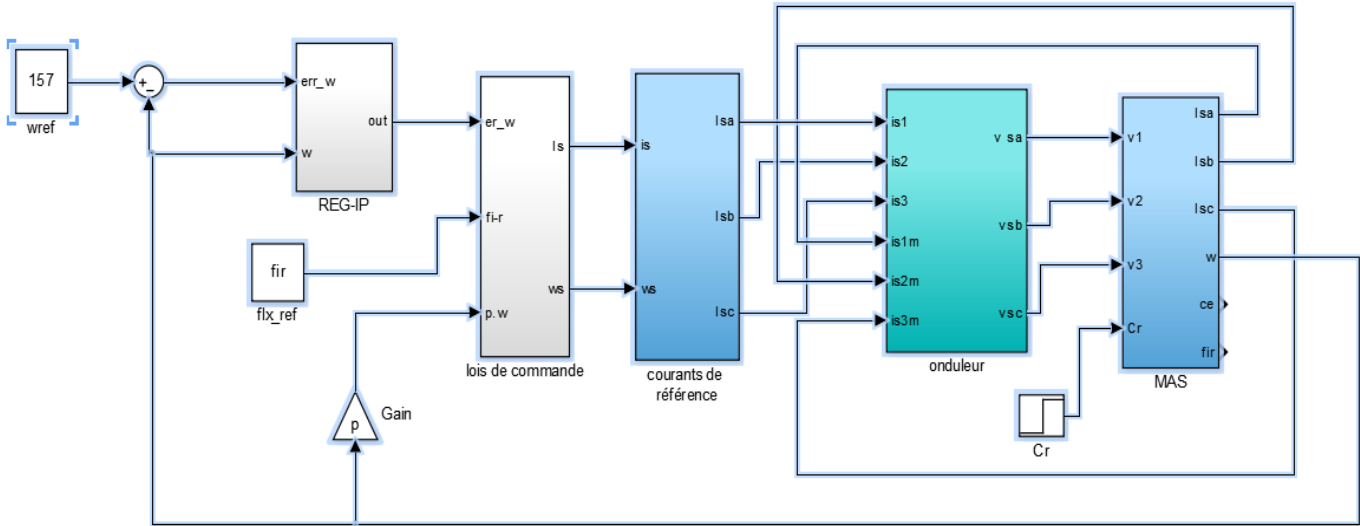 157
wref
+
_
err_w
w
out
REG-IP
fir
flx_ref
p
Gain
er_w
fi-r
p.w
Is
ws
lois de commande
is
ws
Isa
Isb
Isc
courants de
référence
is1
is2
is3
is1m
is2m
is3m
v sa
vsb
vsc
onduleur
v1
v2
v3
Cr
Isa
Isb
Isc
w
ce
fir
MAS
Cr